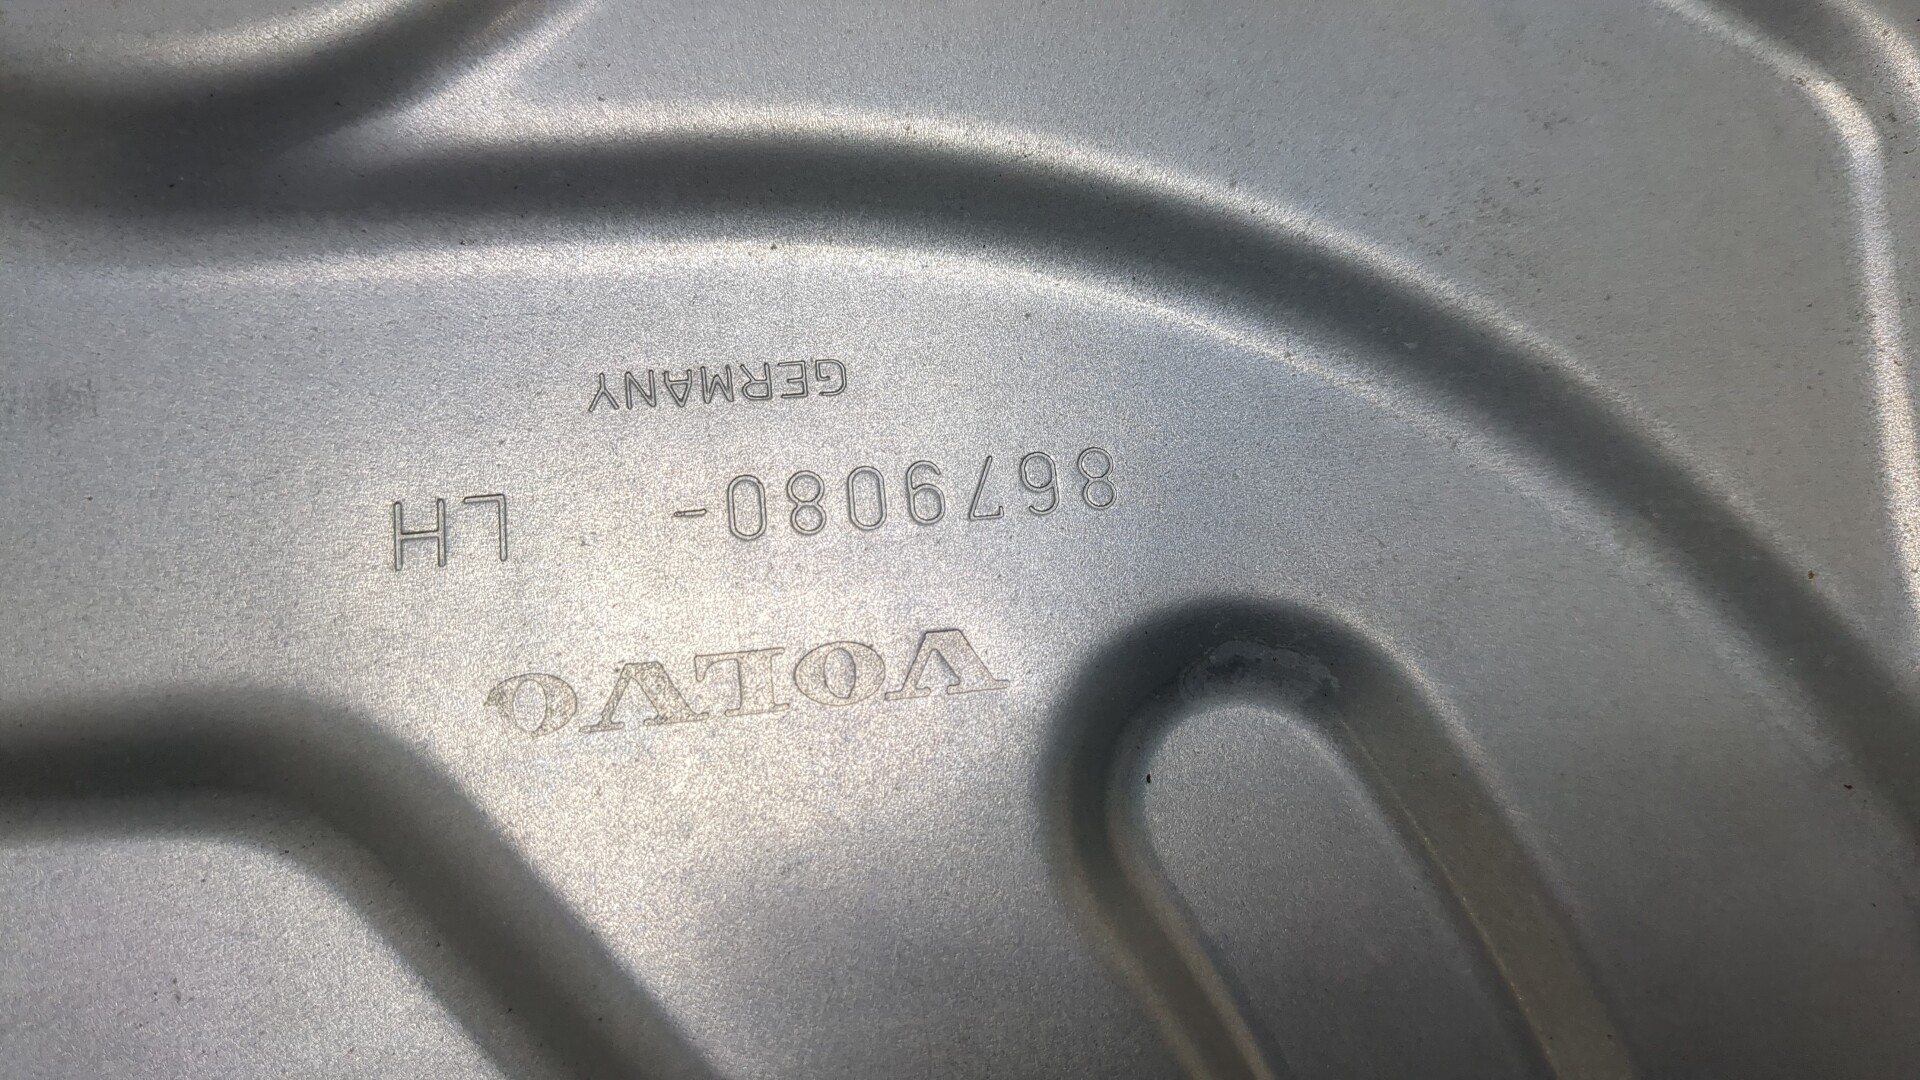 VOLVO
8679080- LH
GERMANY